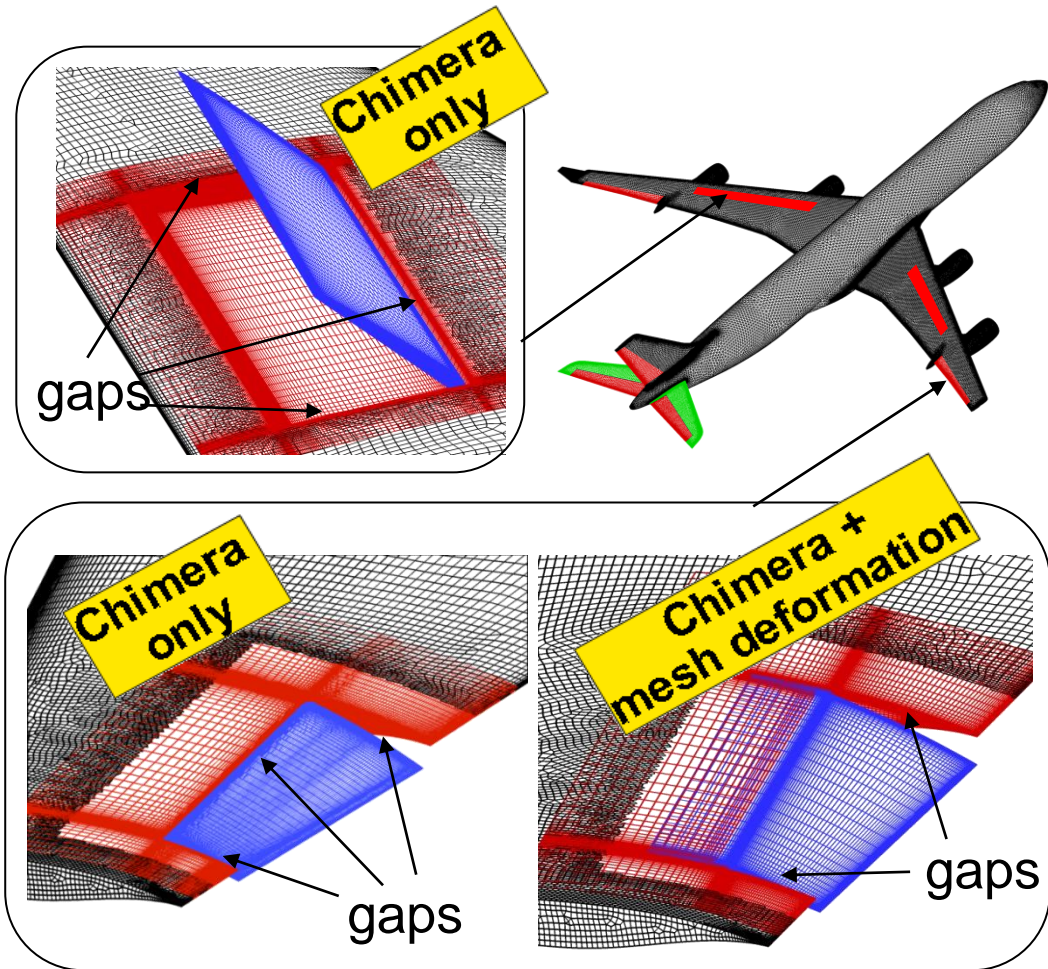 Chimera
only
gaps
Chimera
only
gaps
Chimera +
mesh deformation
gaps